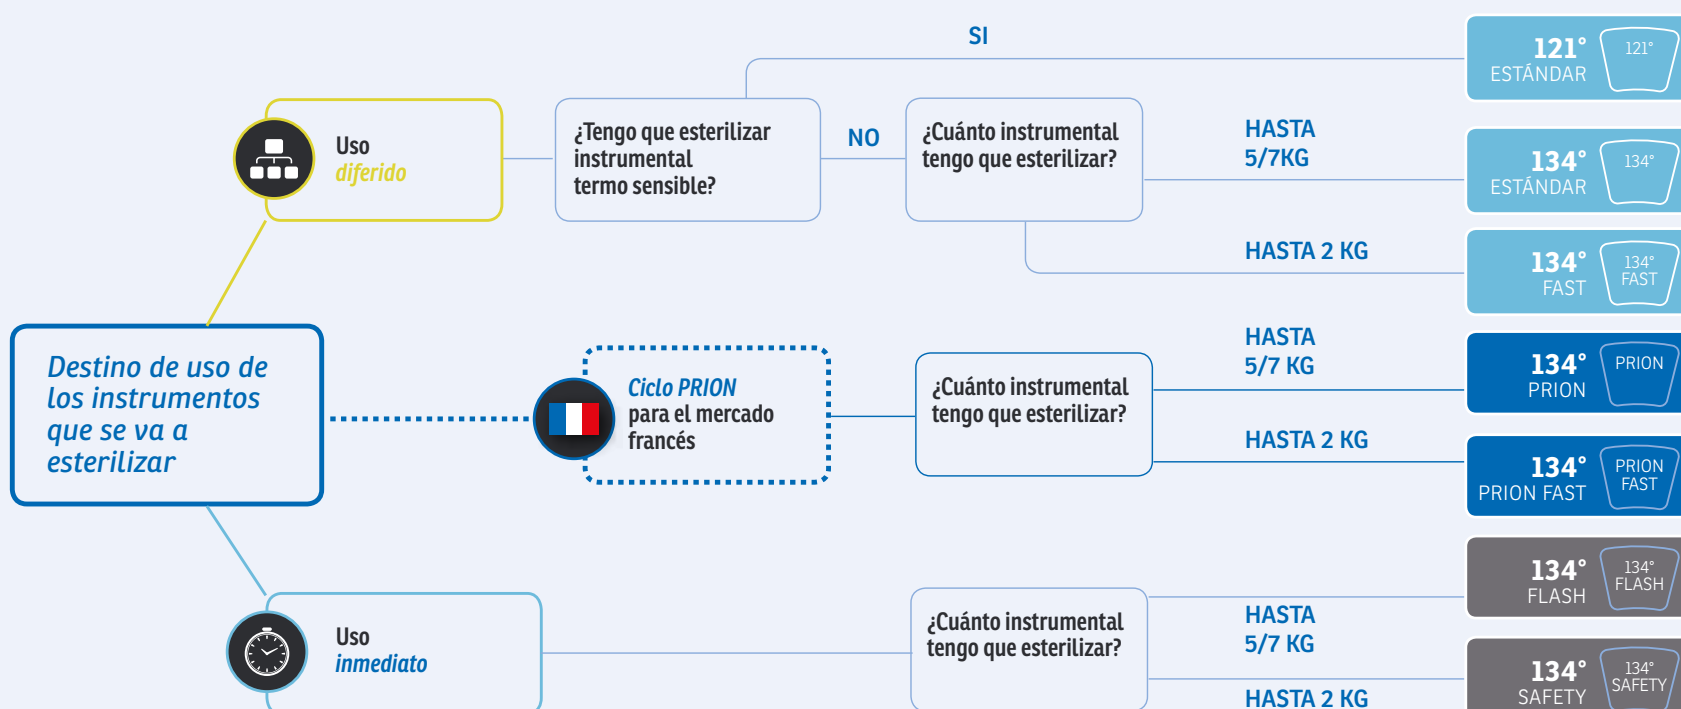 SI
121°
ESTÁNDAR
121°
Uso
diferido
¿Tengo que esterilizar
instrumental
termo sensible?
NO
¿Cuánto instrumental
tengo que esterilizar?
HASTA
5/7KG
134°
ESTÁNDAR
134°
HASTA 2 KG
134°
FAST
134°
FAST
Destino de uso de
los instrumentos
que se va a
esterilizar
Ciclo PRION
para el mercado
francés
¿Cuánto instrumental
tengo que esterilizar?
HASTA
5/7 KG
134°
PRION
PRION
HASTA 2 KG
134°
PRION FAST
PRION
FAST
Uso
inmediato
¿Cuánto instrumental
tengo que esterilizar?
HASTA
5/7 KG
134°
FLASH
134°
FLASH
HASTA 2 KG
134°
SAFETY
134°
SAFETY